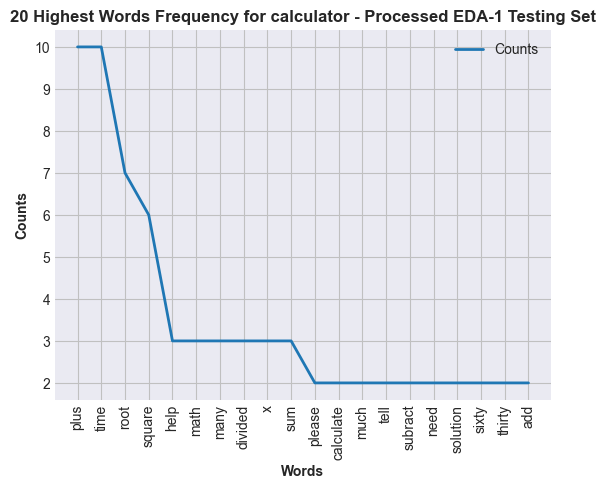 20 Highest Words Frequency for calculator - Processed EDA-1 Testing Set
Counts
10
9
8
7
6
5
4
3
2
Counts
plus
time
root
square
help
math
many
divided
x
sum
please
calculate
much
tell
subract
need
solution
sixty
thirty
add
Words